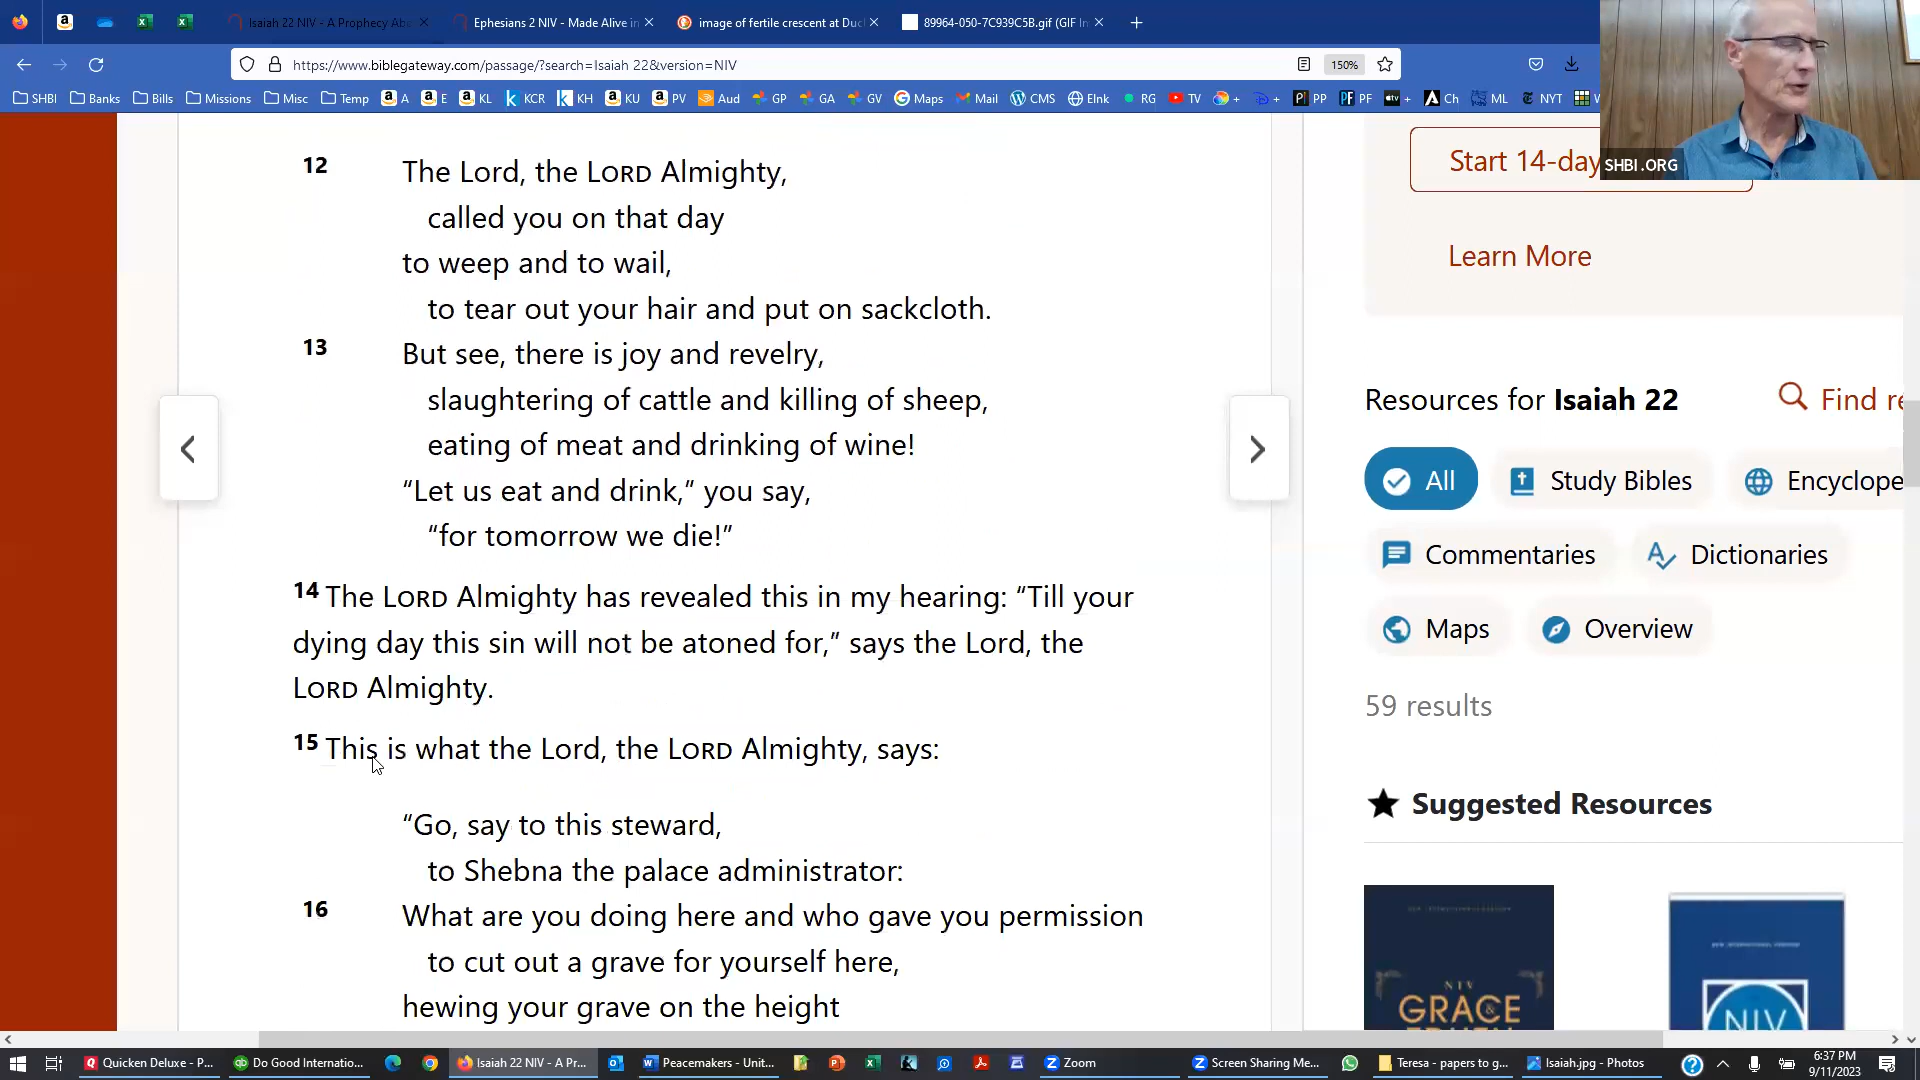 Isaiah 22 NIV - A Prophecy Abo
Ephesians 2 NIV - Made Alive in
image of fertile crescent at Duc
89964-050-7C939C5B.gif (GIF Im
https://www.biblegateway.com/passage/?search=Isaiah 22&version=NIV
150%
SHBI Banks Bills Missions Misc Temp A E KL KCR KH KU PV Aud GP GA GV Maps Mail CMS EInk RG TV + + PP PF + Ch ML NYT
SHBI.ORG
12 The Lord, the LORD Almighty,
called you on that day
to weep and to wail,
to tear out your hair and put on sackcloth.
13 But see, there is joy and revelry,
slaughtering of cattle and killing of sheep,
eating of meat and drinking of wine!
“Let us eat and drink,” you say,
“for tomorrow we die!”
14 The LORD Almighty has revealed this in my hearing: “Till your
dying day this sin will not be atoned for,” says the Lord, the
LORD Almighty.
15 This is what the Lord, the LORD Almighty, says:
“Go, say to this steward,
to Shebna the palace administrator:
16 What are you doing here and who gave you permission
to cut out a grave for yourself here,
hewing your grave on the height
Start 14-day
Learn More
Resources for Isaiah 22
Find re
All Study Bibles Encyclope
Commentaries Dictionaries
Maps Overview
59 results
Suggested Resources
NIV
GRACE &
TRUTH
NIV
Quicken Deluxe - P...
Do Good Internatio...
Isaiah 22 NIV - A Pr...
Peacemakers - Unit...
Zoom
Screen Sharing Me...
Teresa - papers to g...
Isaiah.jpg - Photos
6:37 PM
9/11/2023